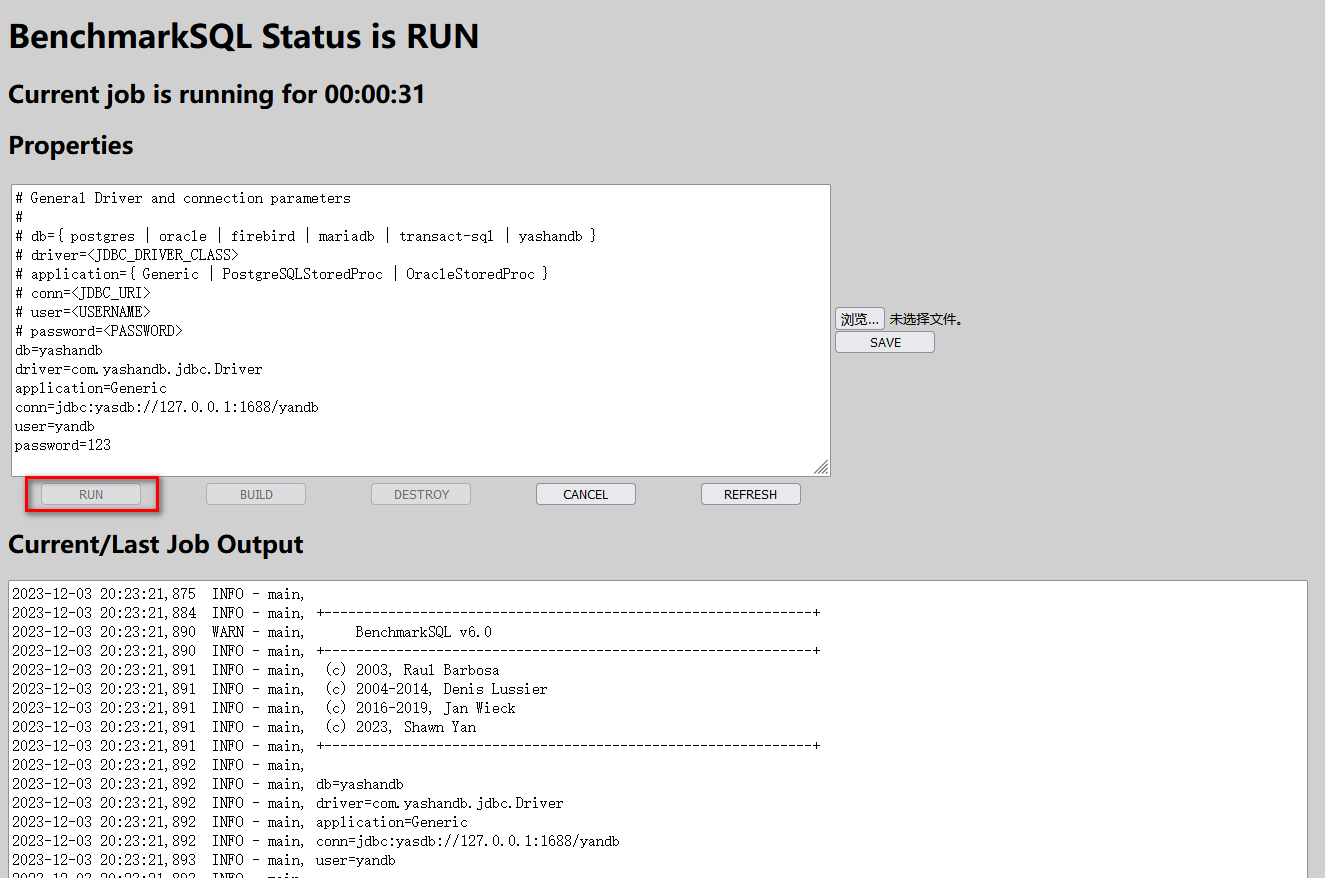 BenchmarkSQL Status is RUN
Current job is running for 00:00:31
Properties
# General Driver and connection parameters
#
# db={ postgres | oracle | firebird | mariadb | transact-sql | yashandb }
# driver=<JDBC_DRIVER_CLASS>
# application={ Generic | PostgreSQLStoredProc | OracleStoredProc }
# conn=<JDBC_URI>
# user=<USERNAME>
# password=<PASSWORD>
db=yashandb
driver=com.yashandb.jdbc.Driver
application=Generic
conn=jdbc:yasdb://127.0.0.1:1688/yandb
user=yandb
password=123
浏览... 未选择文件。
SAVE
RUN BUILD DESTROY CANCEL REFRESH
Current/Last Job Output
2023-12-03 20:23:21,875 INFO - main,
2023-12-03 20:23:21,884 INFO - main, +-------------------------------------------------------------+
2023-12-03 20:23:21,890 WARN - main, BenchmarkSQL v6.0
2023-12-03 20:23:21,890 INFO - main, +-------------------------------------------------------------+
2023-12-03 20:23:21,891 INFO - main, (c) 2003, Raul Barbosa
2023-12-03 20:23:21,891 INFO - main, (c) 2004-2014, Denis Lussier
2023-12-03 20:23:21,891 INFO - main, (c) 2016-2019, Jan Wieck
2023-12-03 20:23:21,891 INFO - main, (c) 2023, Shawn Yan
2023-12-03 20:23:21,891 INFO - main, +-------------------------------------------------------------+
2023-12-03 20:23:21,892 INFO - main,
2023-12-03 20:23:21,892 INFO - main, db=yashandb
2023-12-03 20:23:21,892 INFO - main, driver=com.yashandb.jdbc.Driver
2023-12-03 20:23:21,892 INFO - main, application=Generic
2023-12-03 20:23:21,892 INFO - main, conn=jdbc:yasdb://127.0.0.1:1688/yandb
2023-12-03 20:23:21,893 INFO - main, user=yandb